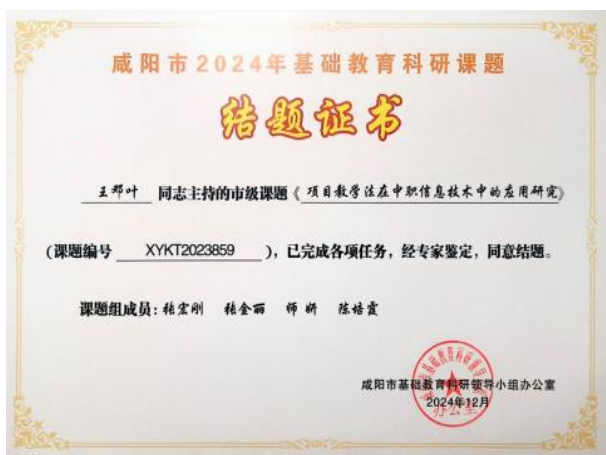 咸阳市2024年基础教育科研课题
结题证书
王邓叶 同志主持的市级课题《项目教学法在中职信息技术中的应用研究》
(课题编号 XYKT2023859 ),已完成各项任务,经专家鉴定,同意结题。
课题组成员:张宏刚 张金丽 师妍 陈培霞
咸阳市基础教育科研领导小组办公室
2024年12月
办公室